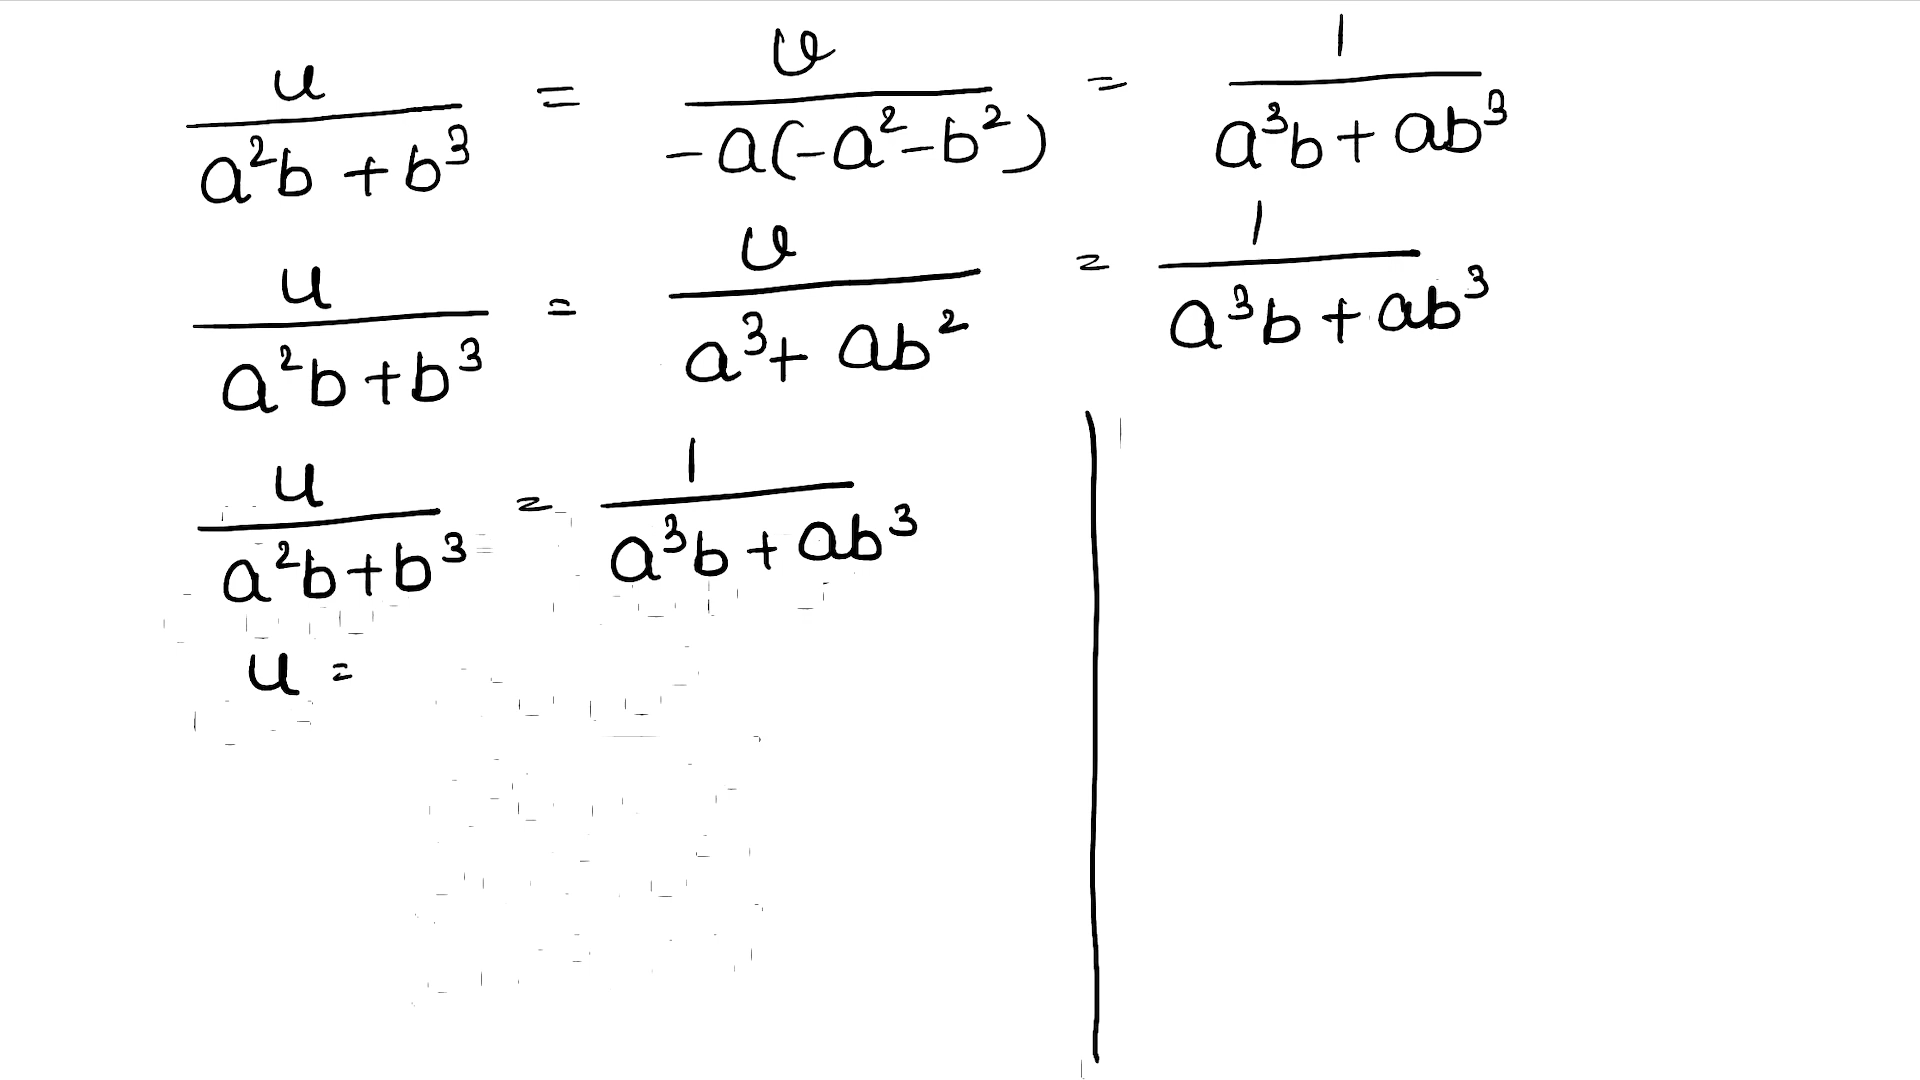 u/(a²b + b³) = v/(-a(-a²-b²)) = 1/(a³b + ab³)
u/(a²b + b³) = v/(a³ + ab²) = 1/(a³b + ab³)
u/(a²b + b³) = 1/(a³b + ab³)
u =